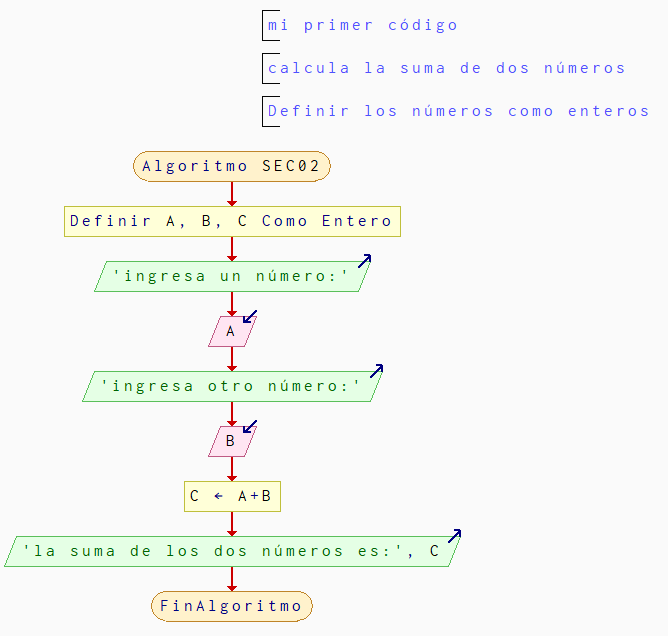 mi primer código
calcula la suma de dos números
Definir los números como enteros
Algoritmo SEC02
Definir A, B, C Como Entero
'ingresa un número:'
A
'ingresa otro número:'
B
C ← A+B
'la suma de los dos números es:', C
FinAlgoritmo